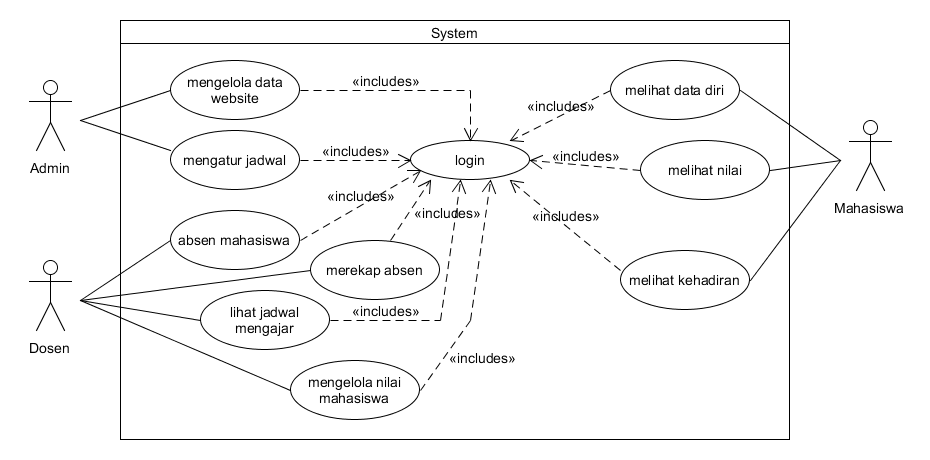 System
mengelola data
website
«includes»
melihat data diri
«includes»
Admin
mengatur jadwal
«includes»
login
«includes»
melihat nilai
Mahasiswa
«includes»
absen mahasiswa
«includes»
«includes»
merekap absen
melihat kehadiran
lihat jadwal
mengajar
«includes»
Dosen
«includes»
mengelola nilai
mahasiswa